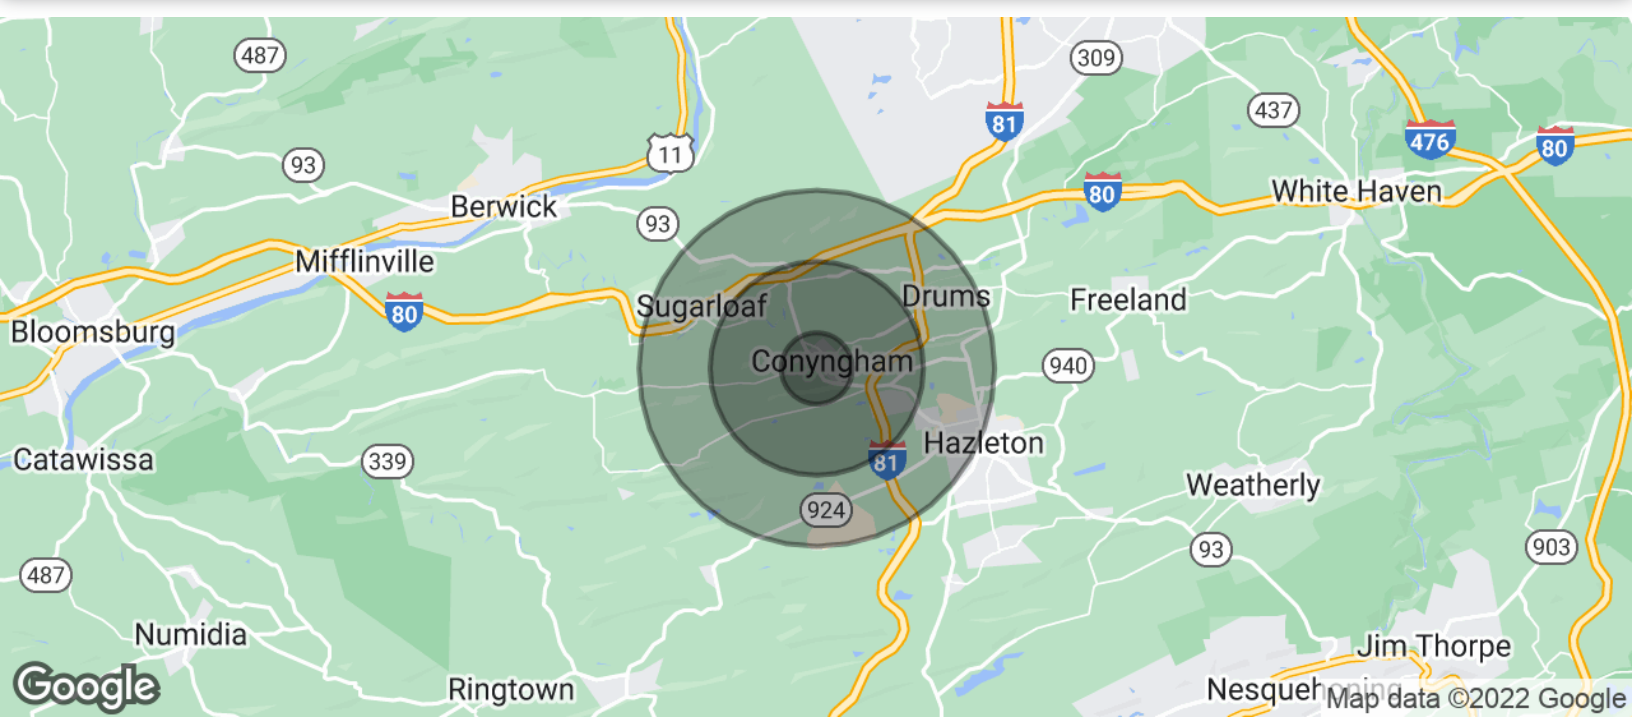 487
309
81
437
11
476
80
93
80
White Haven
Berwick
93
Mifflinville
Drums
Freeland
Sugarloaf
80
Bloomsburg
Conyngham
940
Hazleton
Catawissa
339
81
Weatherly
924
93
903
487
Numidia
Jim Thorpe
Google
Ringtown
Nesquehoning
Map data ©2022 Google